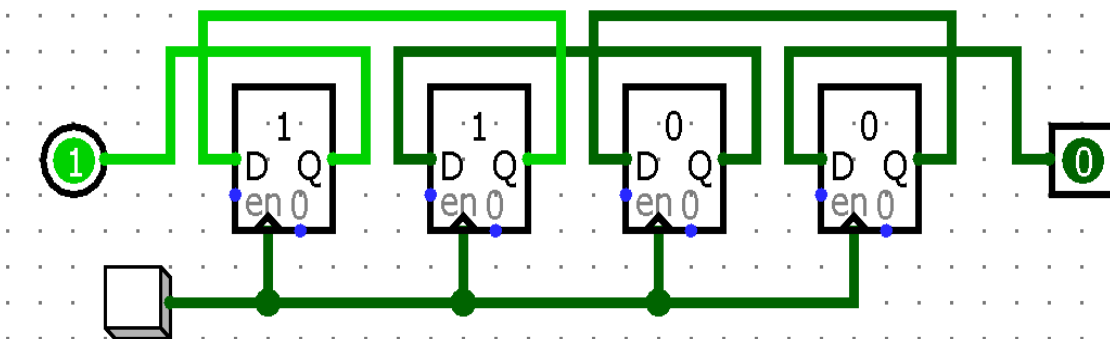 1 1 0 0
1 D Q D Q D Q D Q 0
en 0 en 0 en 0 en 0